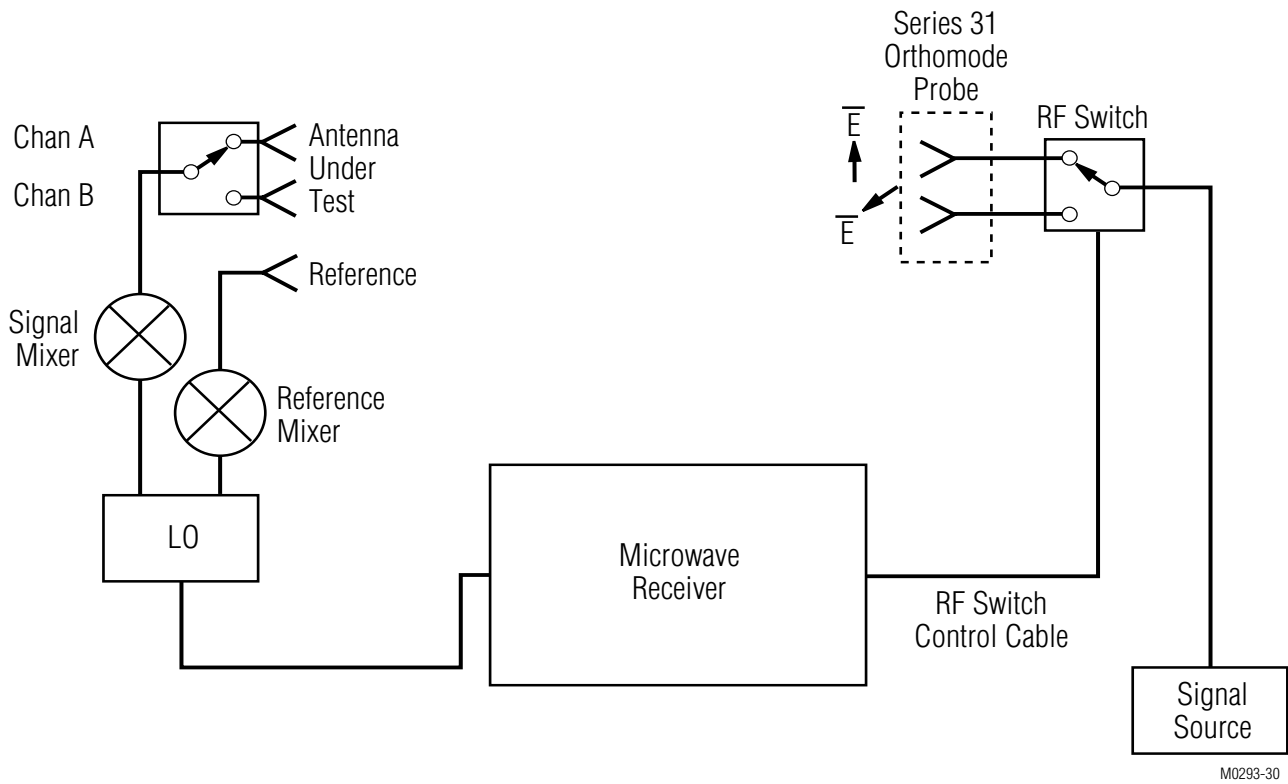 Series 31
Orthomode
Probe
RF Switch
E
E
Chan A
Chan B
Antenna
Under
Test
Reference
Signal
Mixer
Reference
Mixer
LO
Microwave
Receiver
RF Switch
Control Cable
Signal
Source
M0293-30